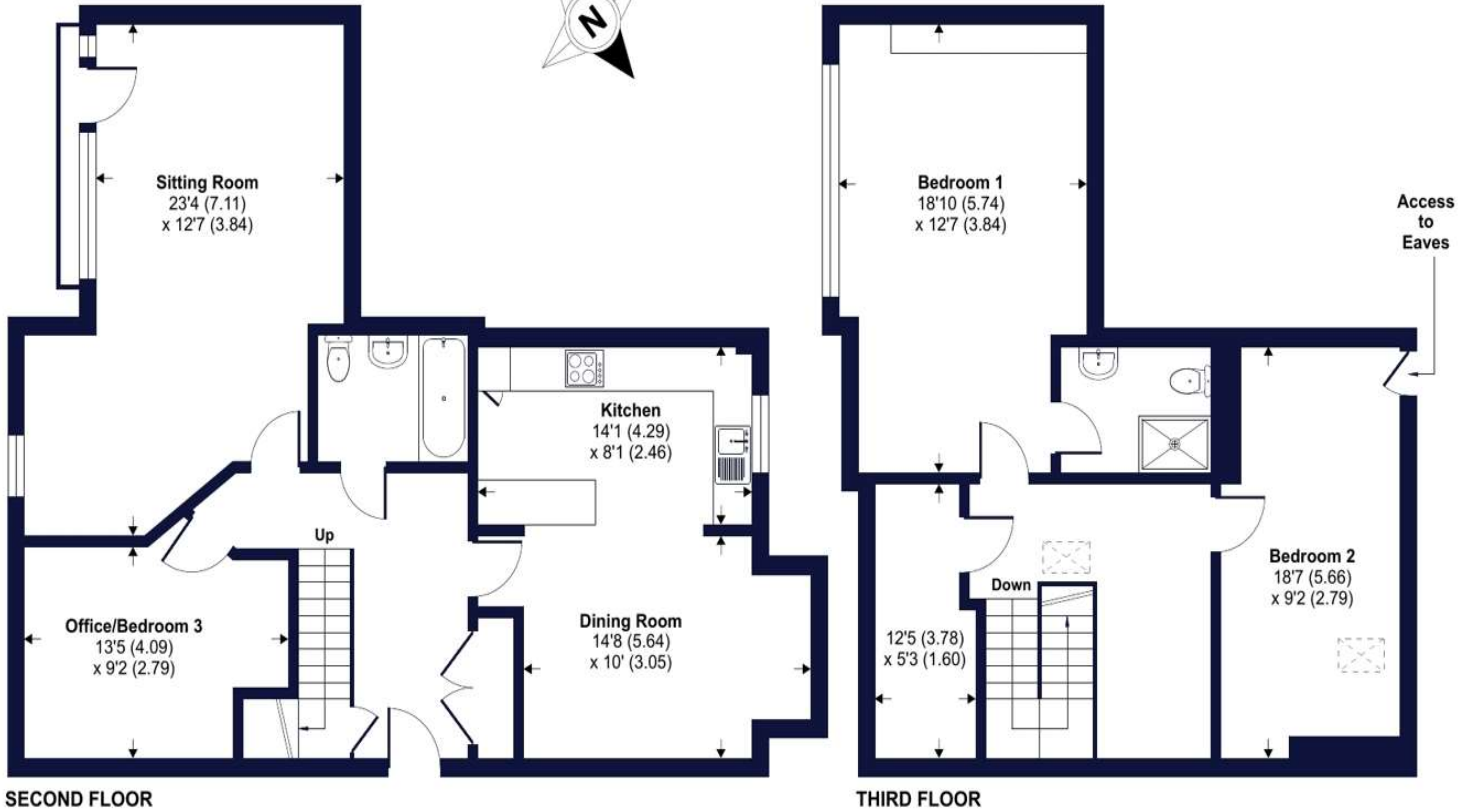 N
Sitting Room
23'4 (7.11)
x 12'7 (3.84)
Kitchen
14'1 (4.29)
x 8'1 (2.46)
Up
Office/Bedroom 3
13'5 (4.09)
x 9'2 (2.79)
Dining Room
14'8 (5.64)
x 10' (3.05)
SECOND FLOOR
Bedroom 1
18'10 (5.74)
x 12'7 (3.84)
Access
to
Eaves
Down
12'5 (3.78)
x 5'3 (1.60)
Bedroom 2
18'7 (5.66)
x 9'2 (2.79)
THIRD FLOOR